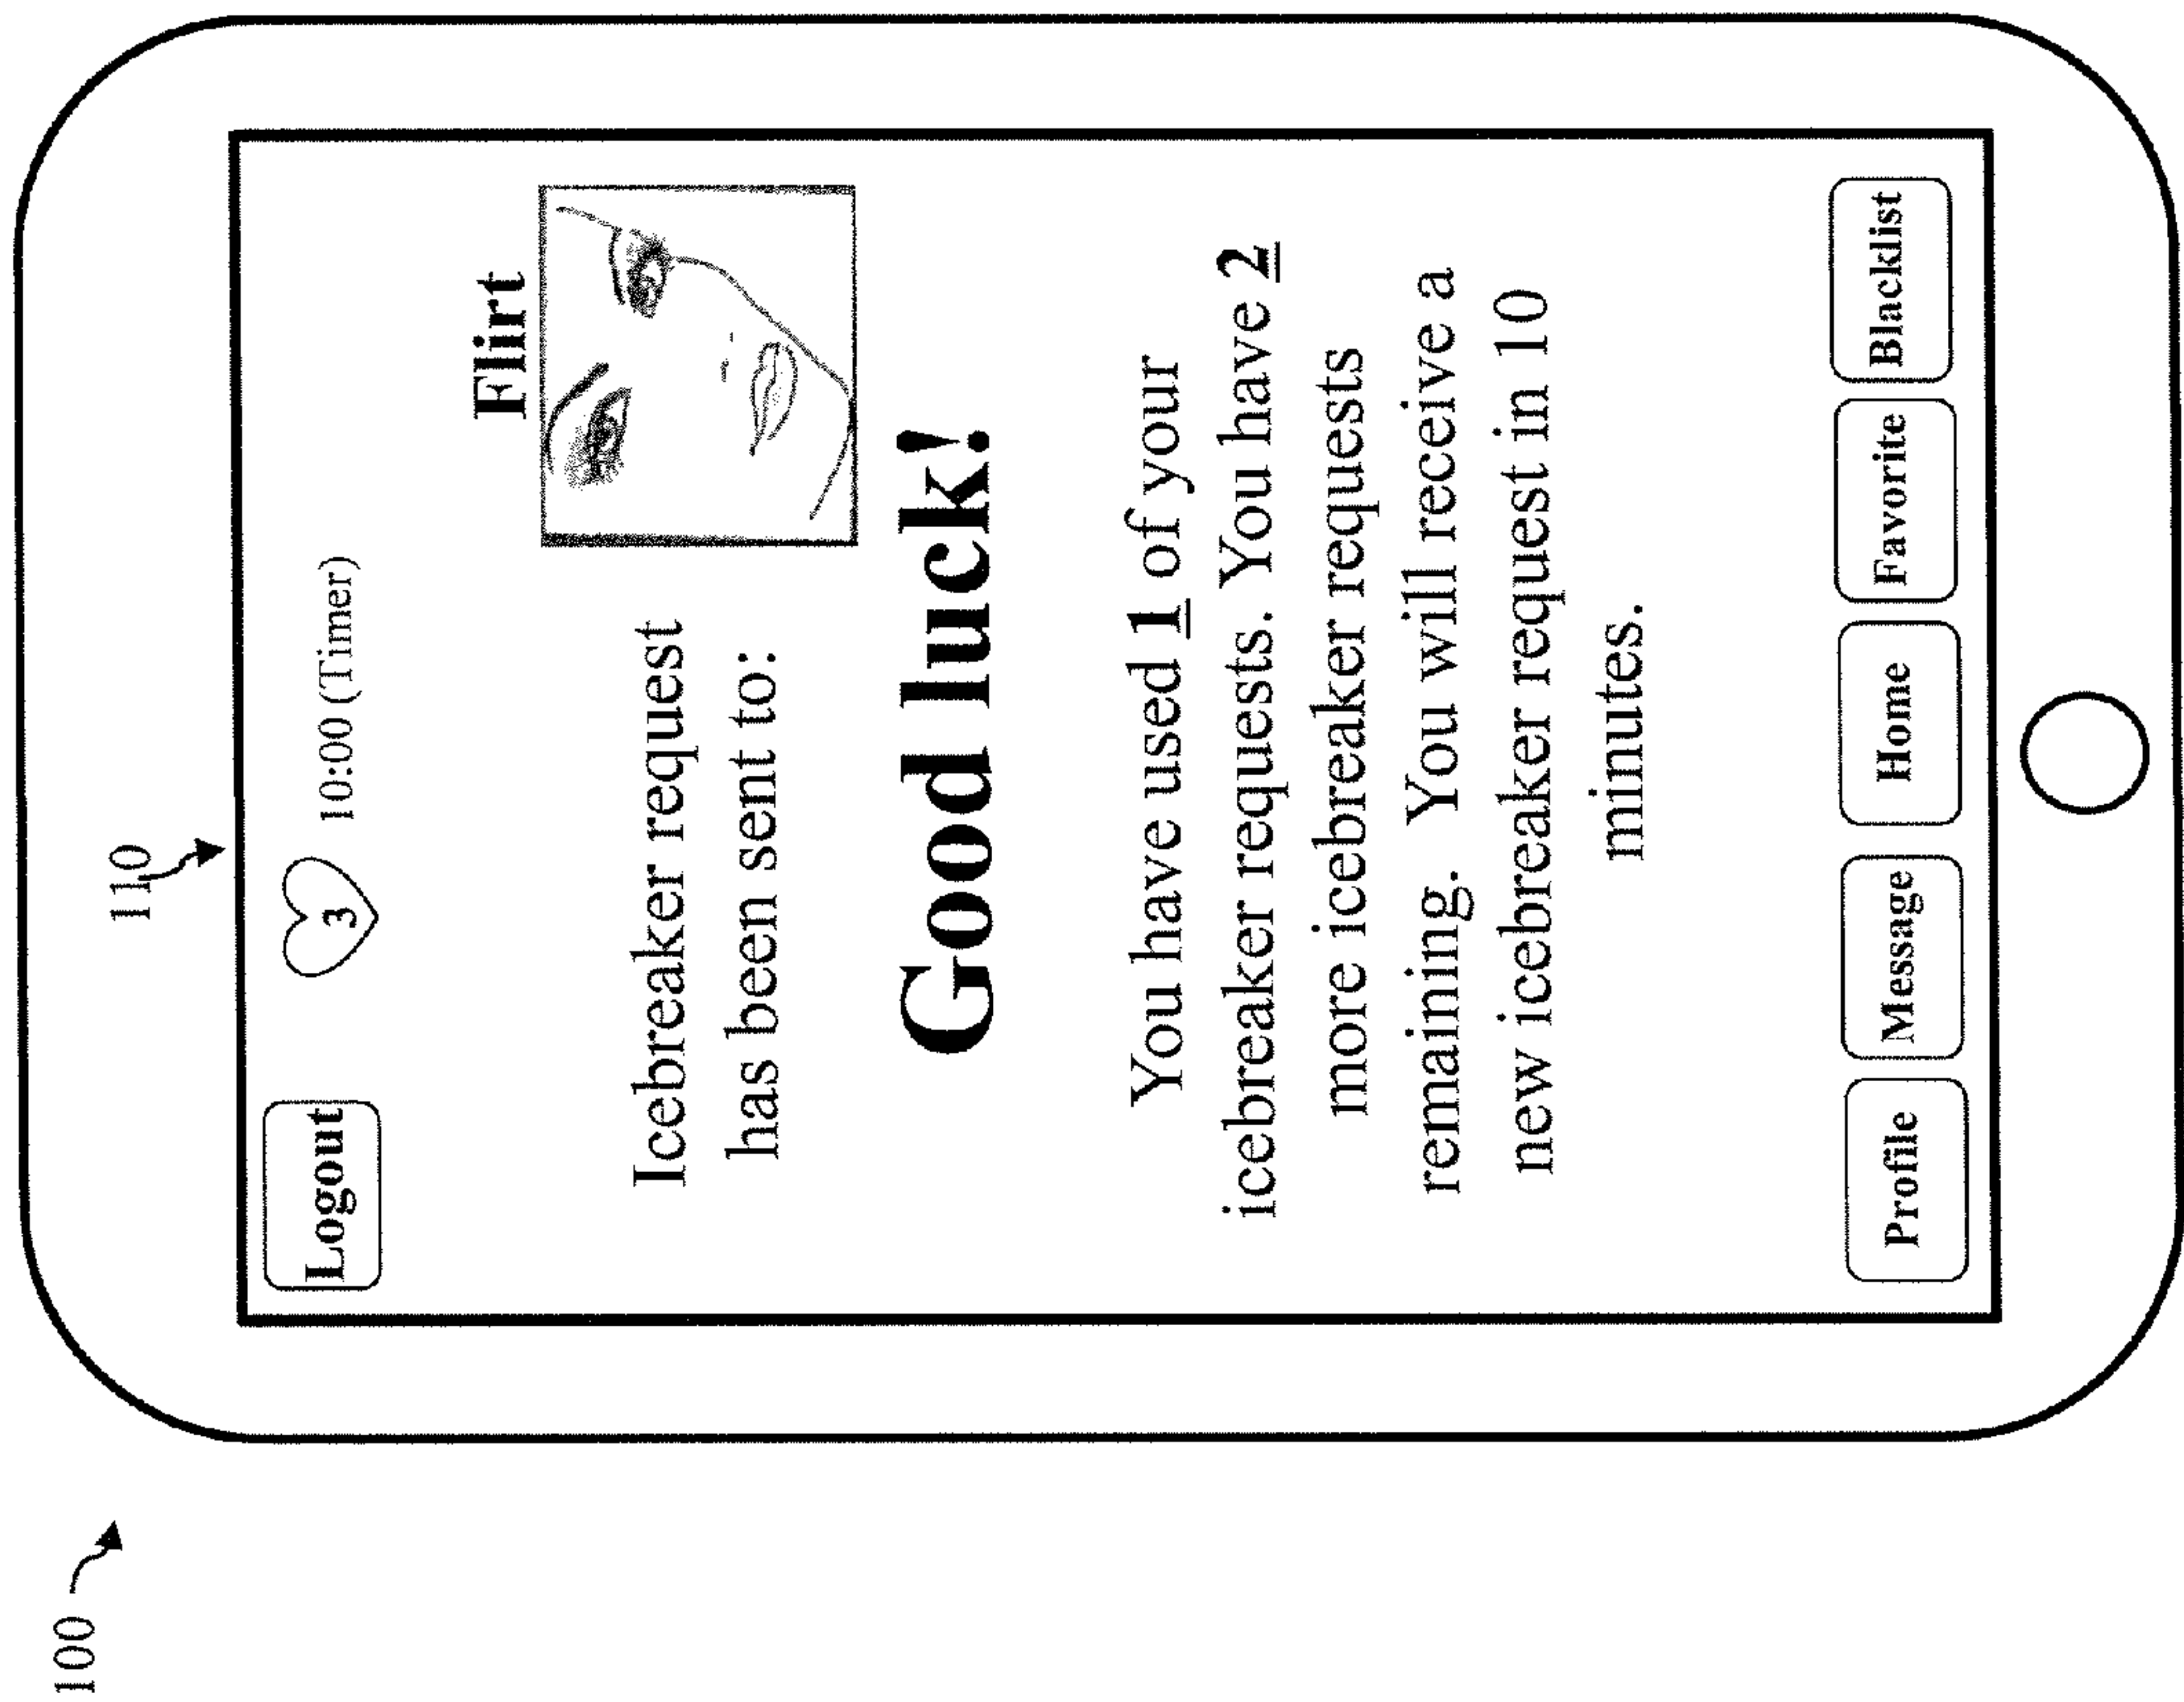 100
110
Logout
3
10:00 (Timer)
Flirt
Icebreaker request
has been sent to:
Good luck!
You have used 1 of your
icebreaker requests. You have 2
more icebreaker requests
remaining. You will receive a
new icebreaker request in 10
minutes.
Profile
Message
Home
Favorite
Blacklist